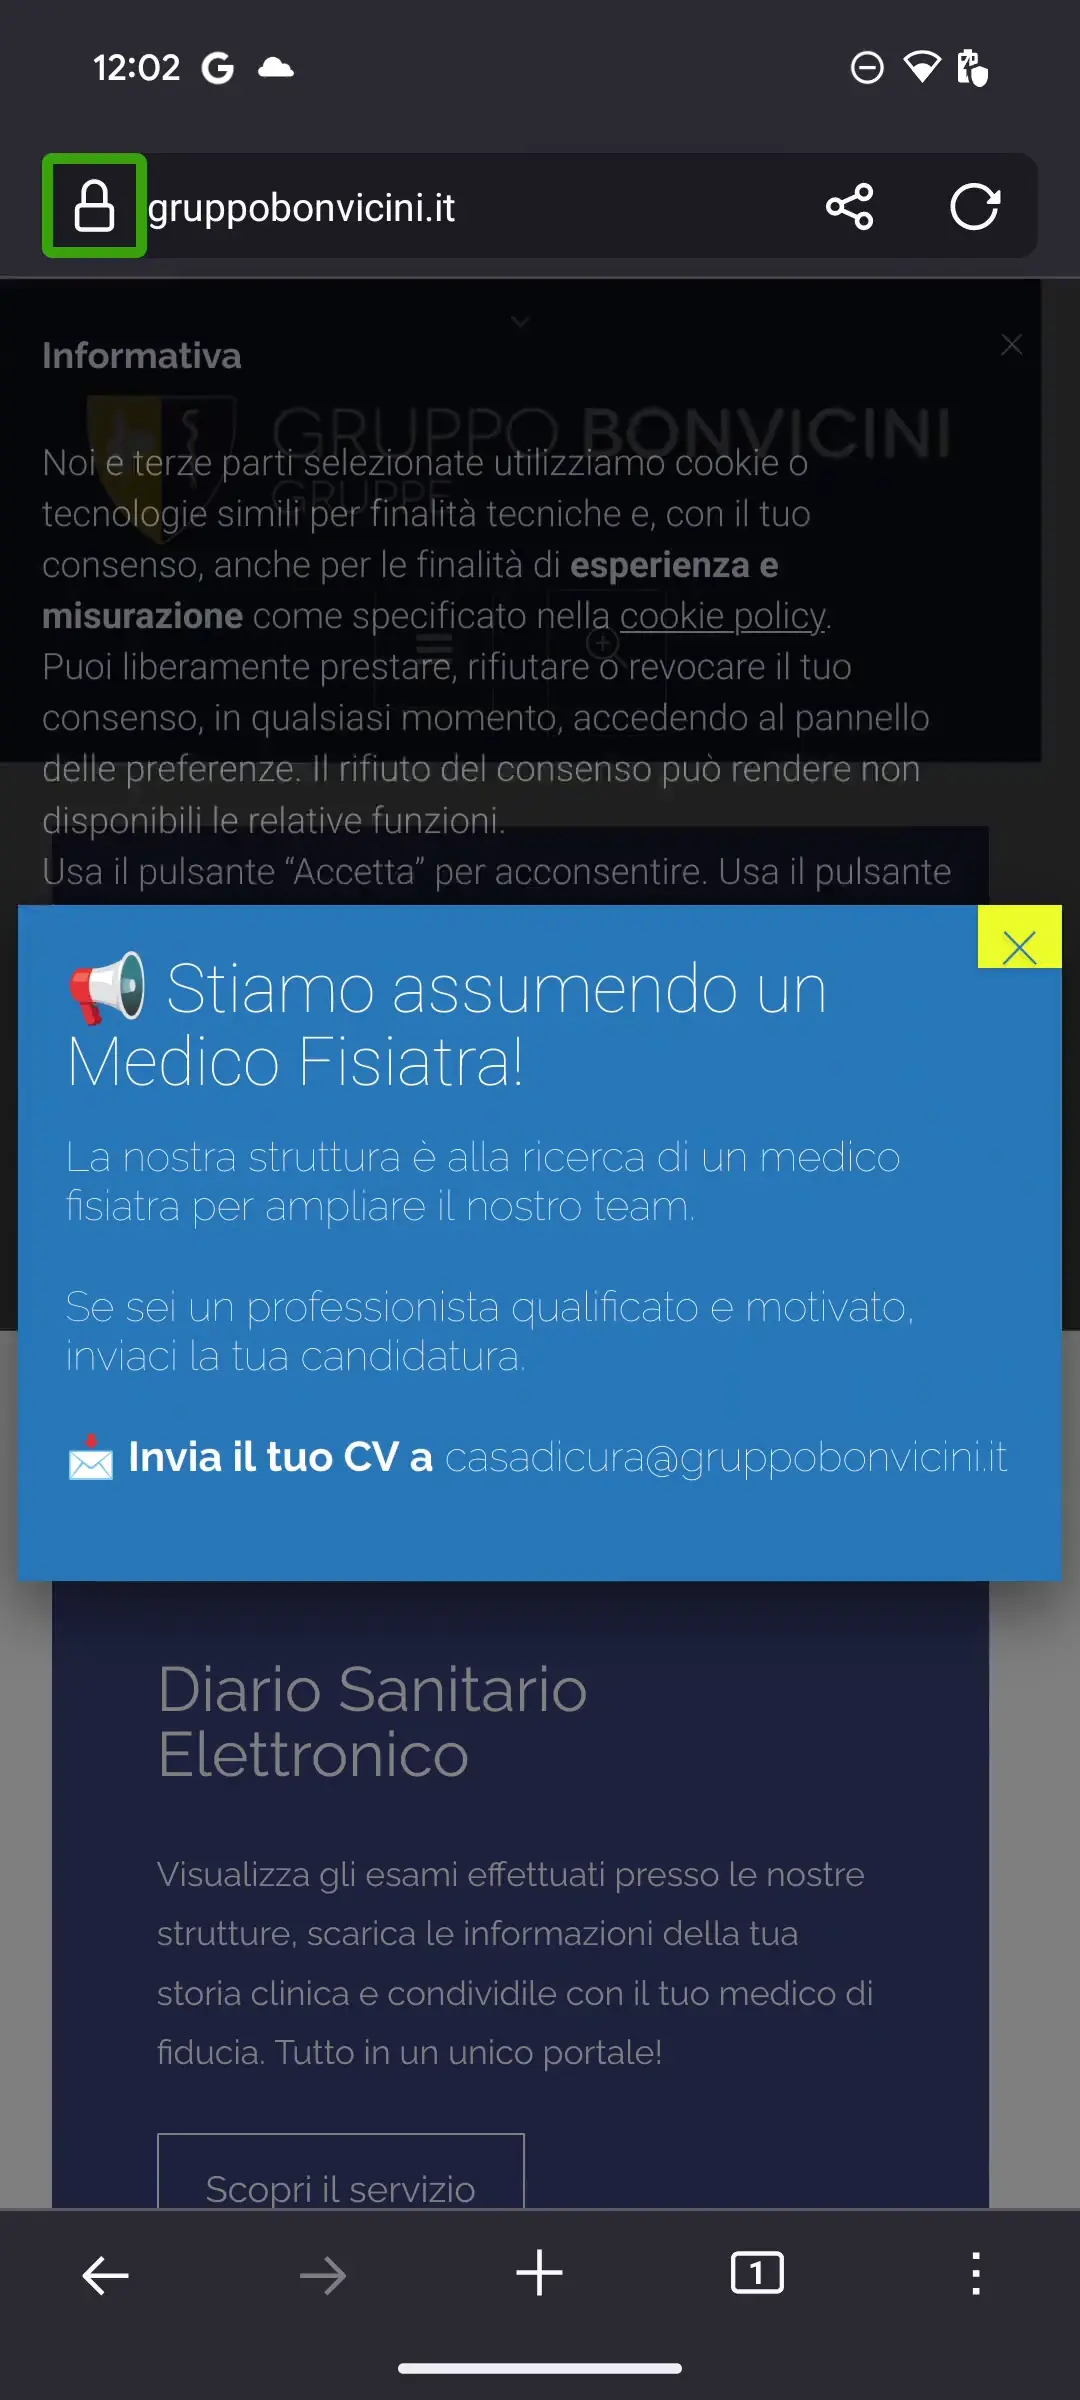 12:02
gruppobonvicini.it
Informativa
GRUPPO BONVICINI
GRUPPE
Noi e terze parti selezionate utilizziamo cookie o
tecnologie simili per finalità tecniche e, con il tuo
consenso, anche per le finalità di esperienza e
misurazione come specificato nella cookie policy.
Puoi liberamente prestare, rifiutare o revocare il tuo
consenso, in qualsiasi momento, accedendo al pannello
delle preferenze. Il rifiuto del consenso può rendere non
disponibili le relative funzioni.
Usa il pulsante “Accetta” per acconsentire. Usa il pulsante
Stiamo assumendo un
Medico Fisiatra!
La nostra struttura è alla ricerca di un medico
fisiatra per ampliare il nostro team.
Se sei un professionista qualificato e motivato,
inviaci la tua candidatura.
Invia il tuo CV a casadicura@gruppobonvicini.it
Diario Sanitario
Elettronico
Visualizza gli esami effettuati presso le nostre
strutture, scarica le informazioni della tua
storia clinica e condividile con il tuo medico di
fiducia. Tutto in un unico portale!
Scopri il servizio
1